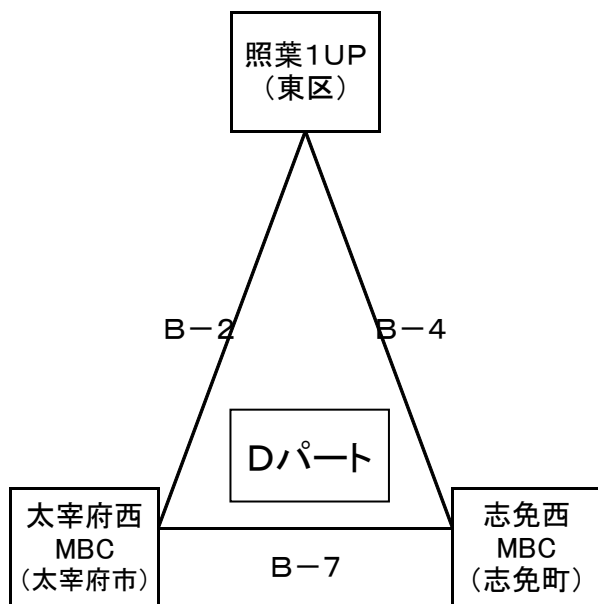 照葉1UP
（東区）
B－2
B－4
Dパート
太宰府西
MBC
（太宰府市）
B－7
志免西
MBC
（志免町）